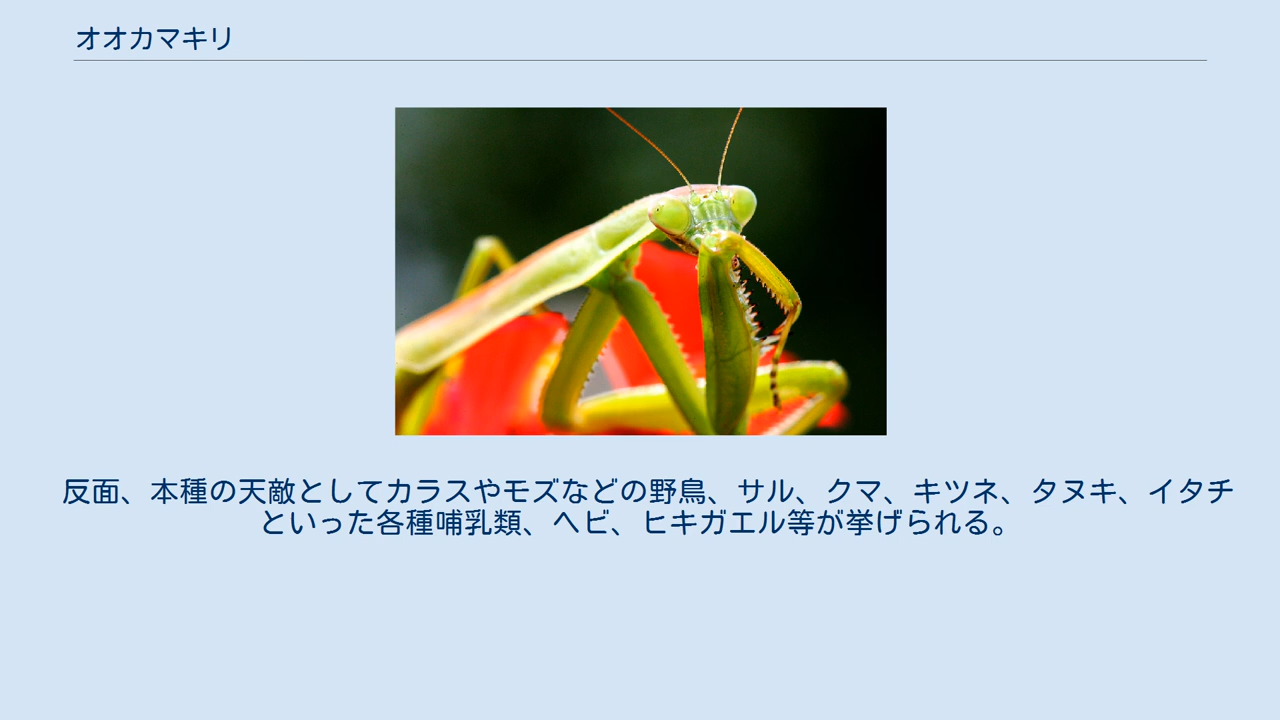 オオカマキリ
反面、本種の天敵としてカラスやモズなどの野鳥、サル、クマ、キツネ、タヌキ、イタチ
といった各種哺乳類、ヘビ、ヒキガエル等が挙げられる。